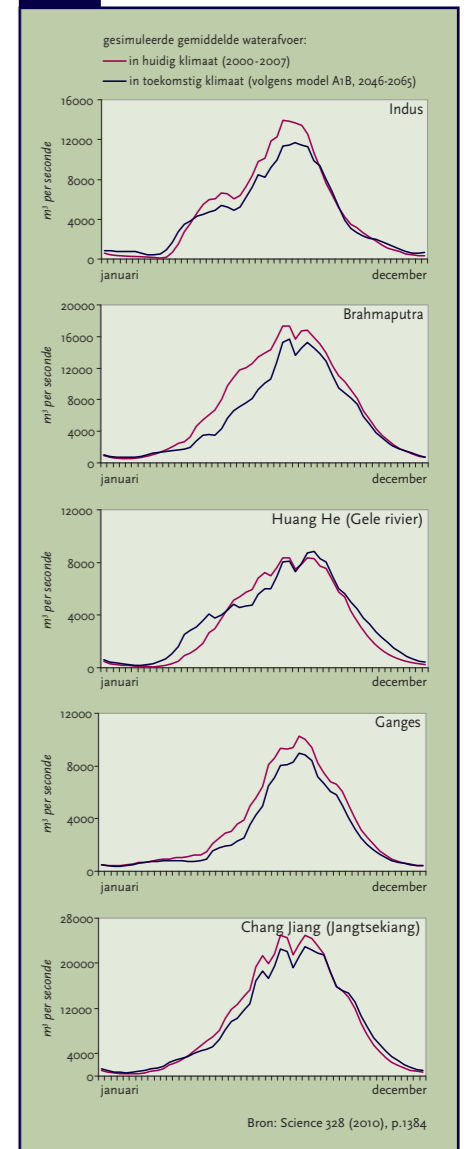 gesimuleerde gemiddelde waterafvoer:
in huidig klimaat (2000-2007)
in toekomstig klimaat (volgens model A1B, 2046-2065)
Indus
m³ per seconde
16000
12000
8000
4000
0
januari
december
Brahmaputra
m³ per seconde
20000
16000
12000
8000
4000
0
januari
december
Huang He (Gele rivier)
m³ per seconde
12000
8000
4000
0
januari
december
Ganges
m³ per seconde
12000
8000
4000
0
januari
december
Chang Jiang (Jangtsekiang)
m³ per seconde
28000
20000
12000
4000
0
januari
december
Bron: Science 328 (2010), p.1384